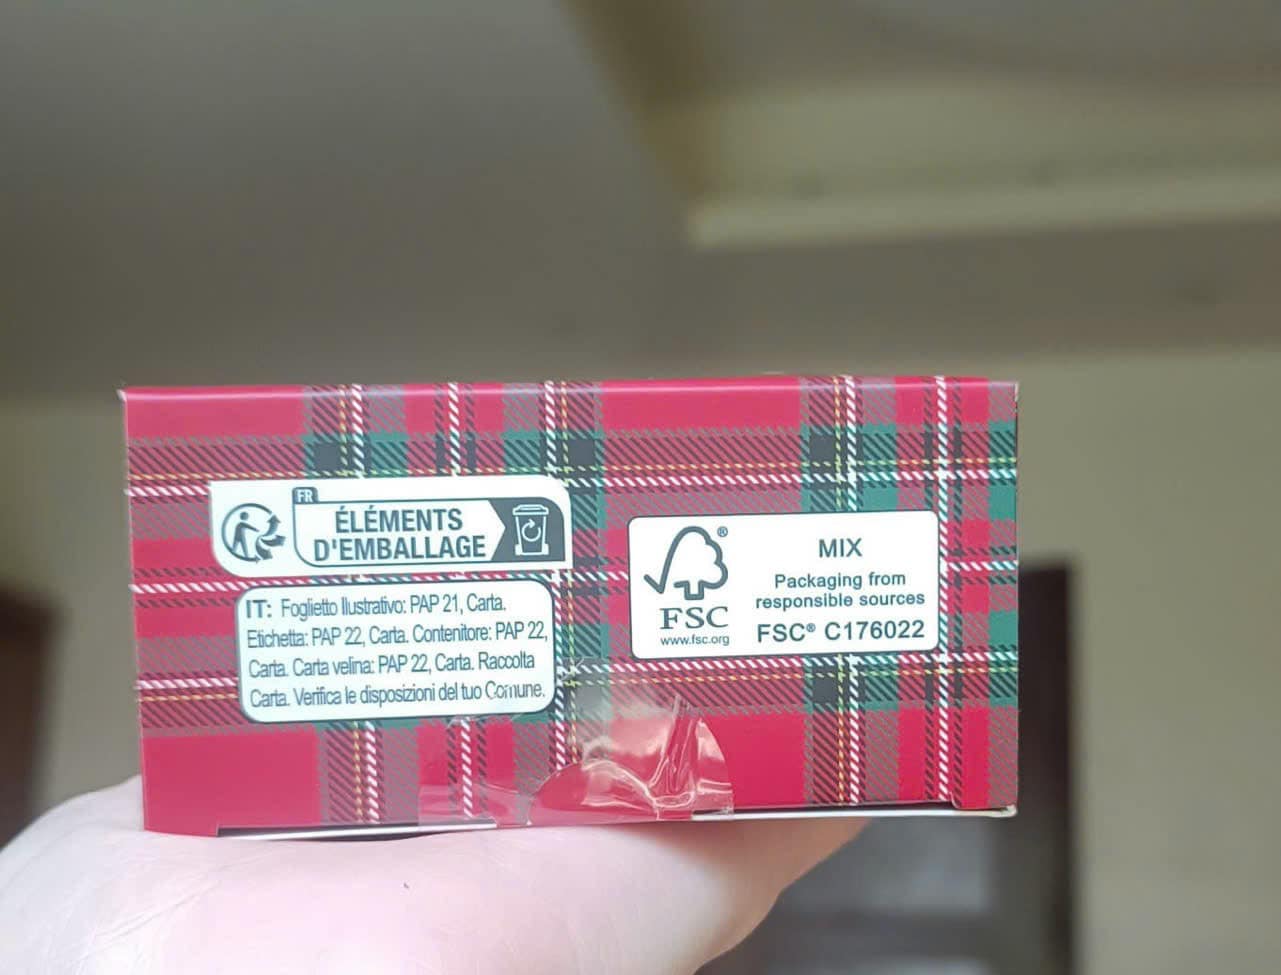 FR
ÉLÉMENTS
D'EMBALLAGE
IT: Foglietto Ilustrativo: PAP 21, Carta.
Etichetta: PAP 22, Carta. Contenitore: PAP 22,
Carta. Carta velina: PAP 22, Carta. Raccolta
Carta. Verifica le disposizioni del tuo Comune.
®
FSC
www.fsc.org
MIX
Packaging from
responsible sources
FSC® C176022